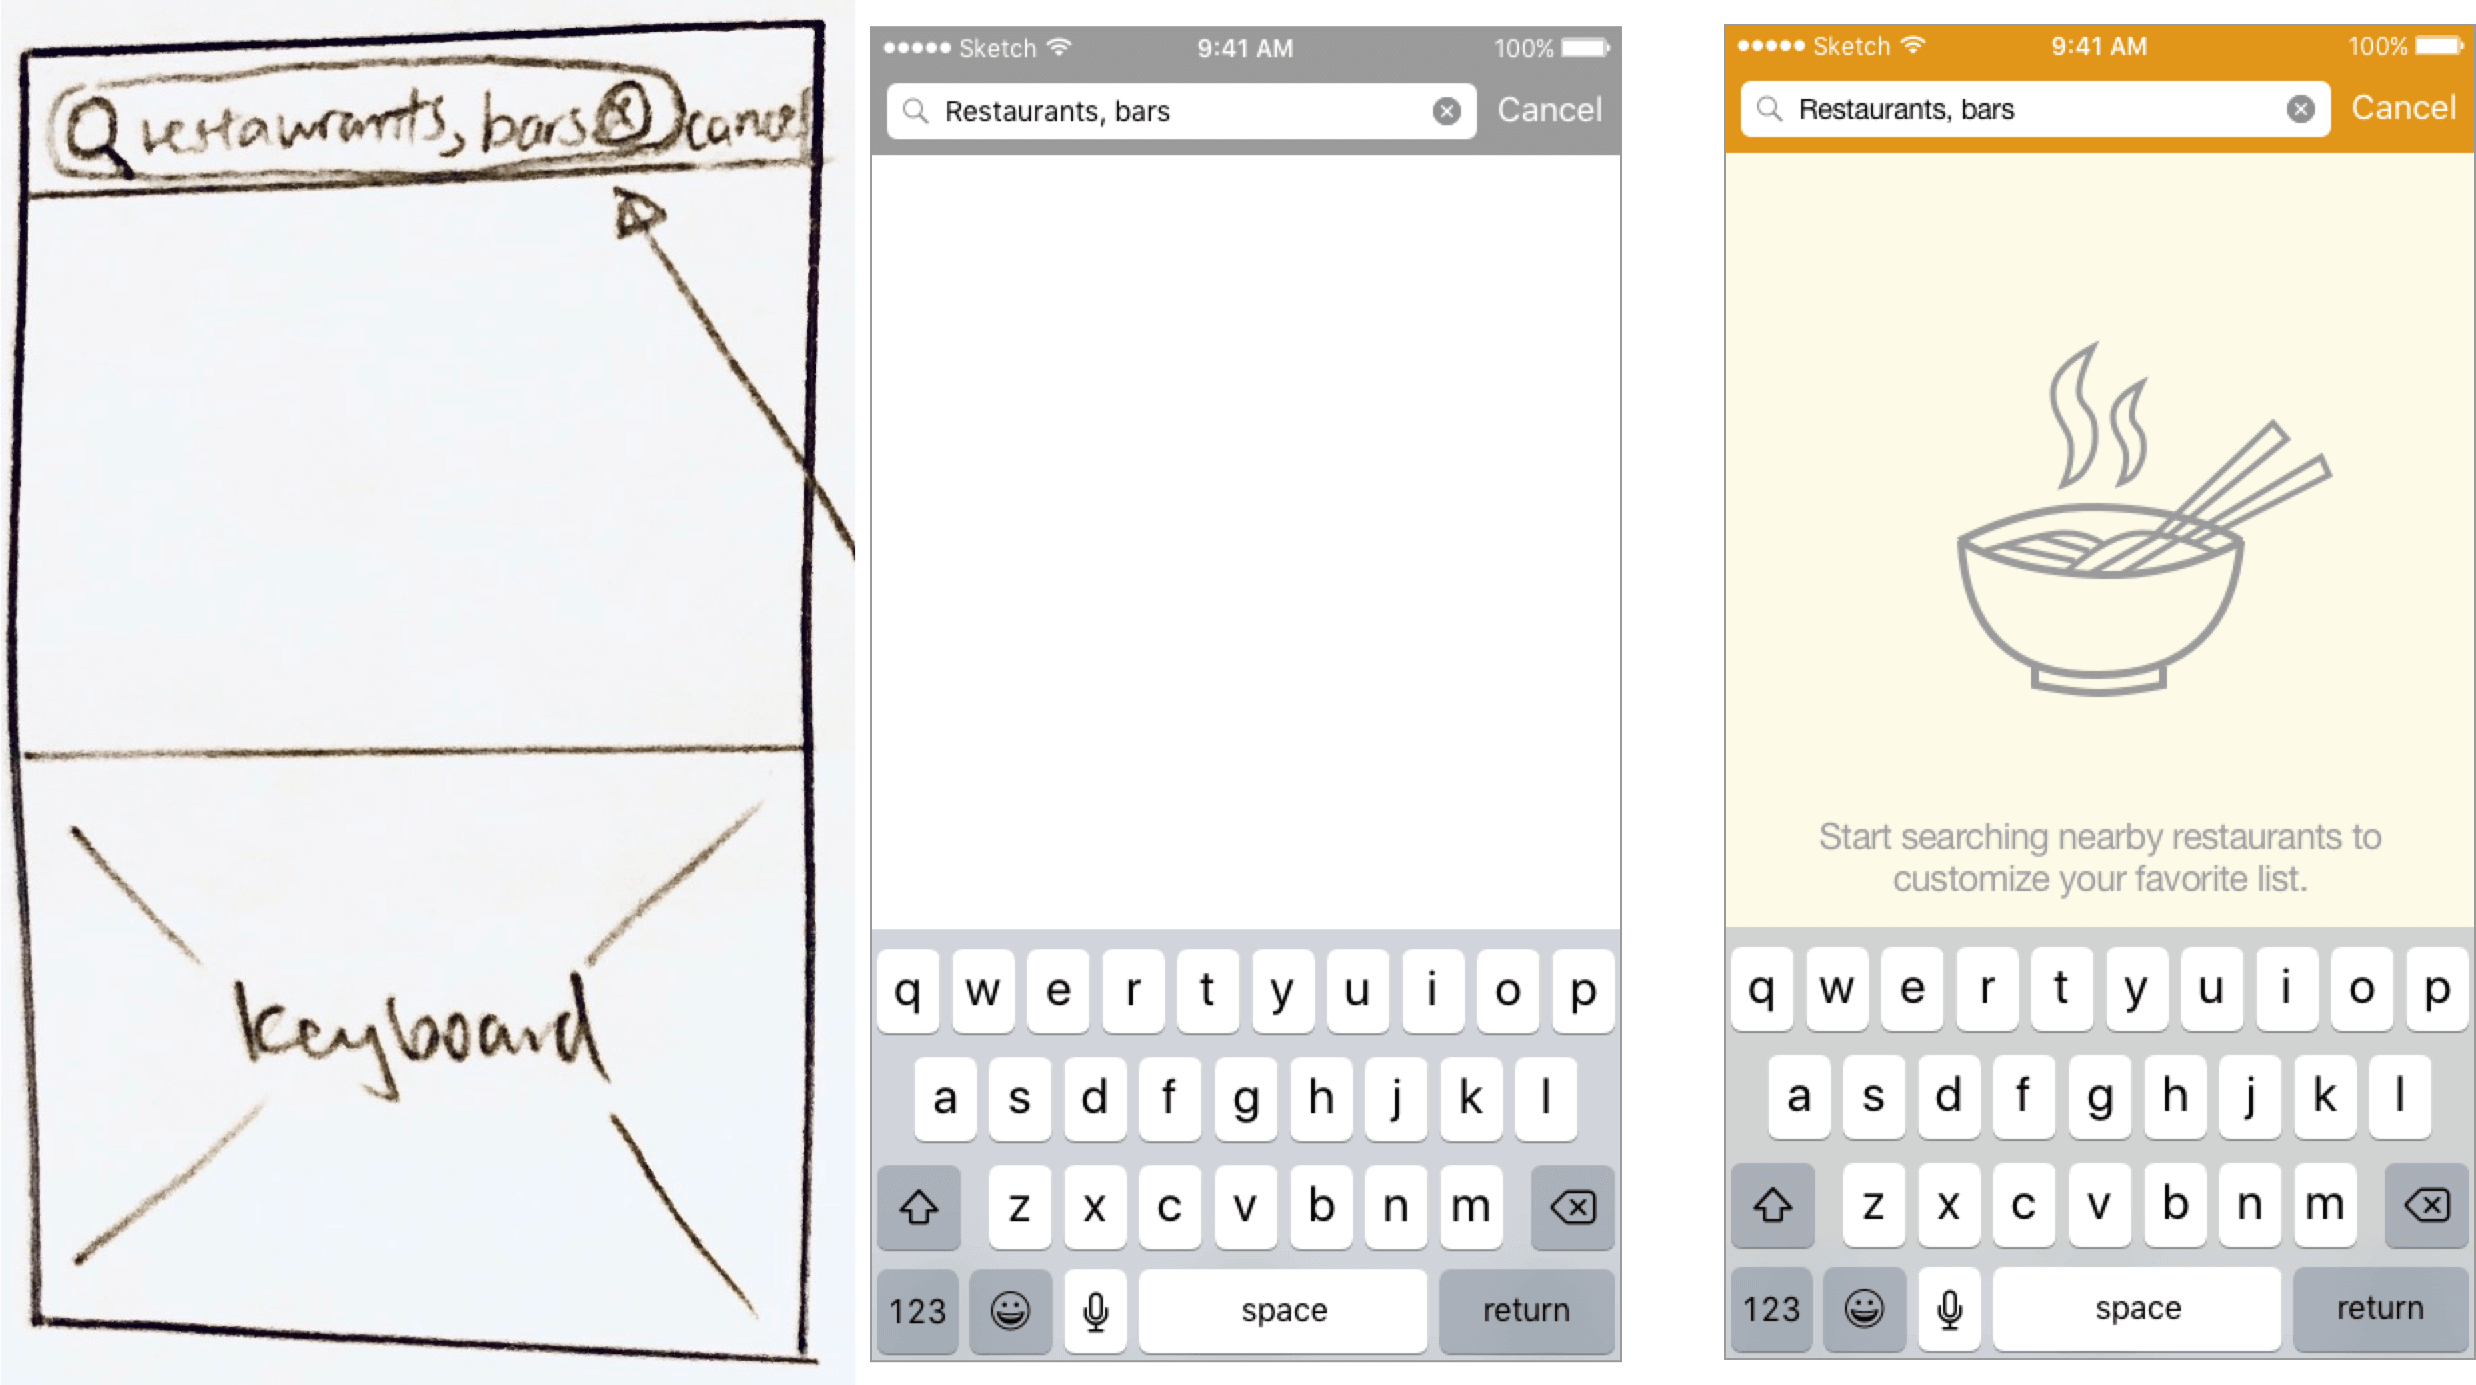 restaurants, bars x cancel
keyboard
Sketch 9:41 AM 100%
Restaurants, bars Cancel
q w e r t y u i o p
a s d f g h j k l
z x c v b n m
123 space return
Sketch 9:41 AM 100%
Restaurants, bars Cancel
Start searching nearby restaurants to
customize your favorite list.
q w e r t y u i o p
a s d f g h j k l
z x c v b n m
123 space return